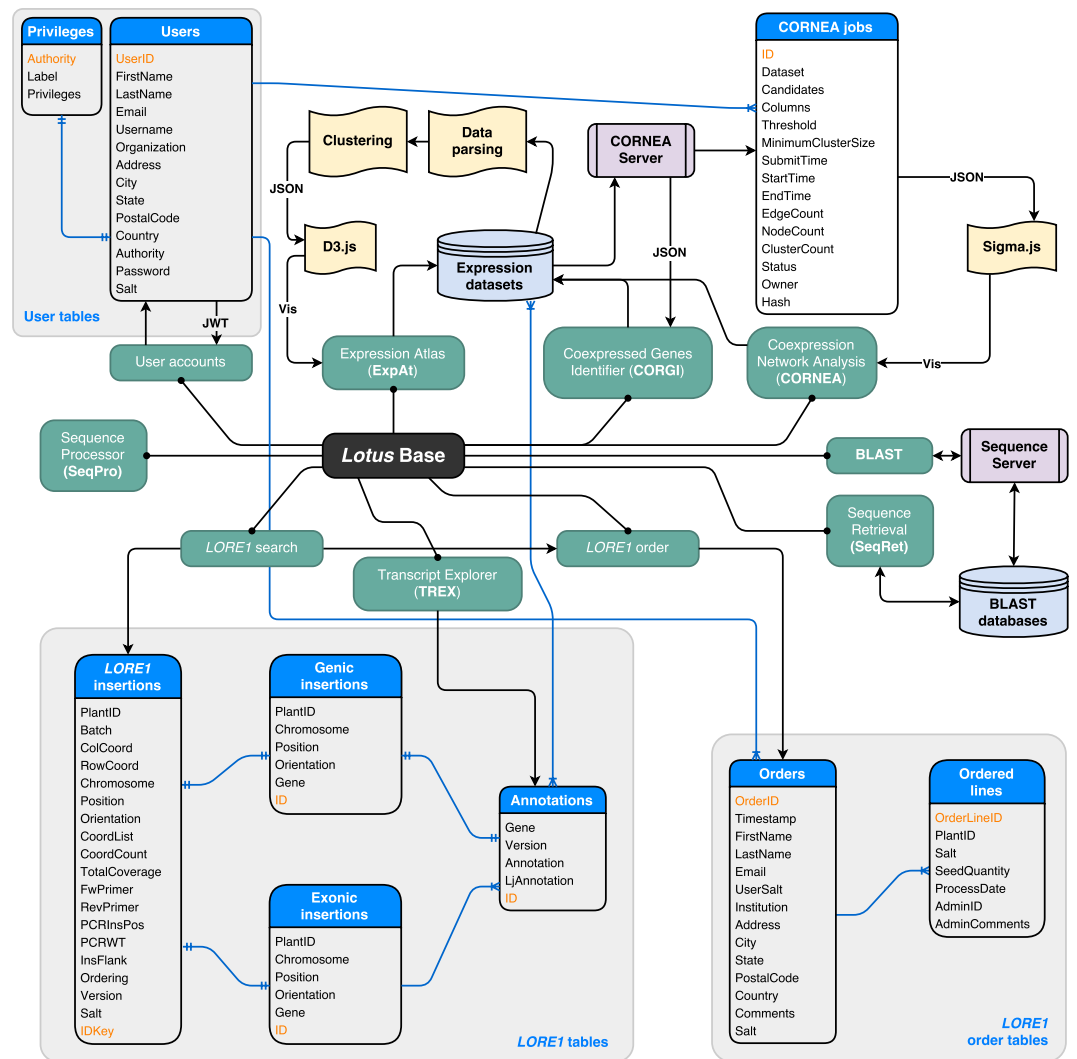 Privileges
Authority
Label
Privileges
Users
UserID
FirstName
LastName
Email
Username
Organization
Address
City
State
PostalCode
Country
Authority
Password
Salt
User tables
JWT
User accounts
CORNEA jobs
ID
Dataset
Candidates
Columns
Threshold
MinimumClusterSize
SubmitTime
StartTime
EndTime
EdgeCount
NodeCount
ClusterCount
Status
Owner
Hash
Clustering
Data
parsing
CORNEA
Server
JSON
D3.js
Vis
Expression
datasets
JSON
JSON
Sigma.js
Vis
Expression Atlas
(ExpAt)
Coexpressed Genes
Identifier (CORGI)
Coexpression
Network Analysis
(CORNEA)
Sequence
Processor
(SeqPro)
Lotus Base
BLAST
Sequence
Server
Sequence
Retrieval
(SeqRet)
BLAST
databases
LORE1 search
Transcript Explorer
(TREX)
LORE1 order
LORE1
insertions
PlantID
Batch
ColCoord
RowCoord
Chromosome
Position
Orientation
CoordList
CoordCount
TotalCoverage
FwPrimer
RevPrimer
PCRInsPos
PCRWT
InsFlank
Ordering
Version
Salt
IDKey
Genic
insertions
PlantID
Chromosome
Position
Orientation
Gene
ID
Exonic
insertions
PlantID
Chromosome
Position
Orientation
Gene
ID
Annotations
Gene
Version
Annotation
LjAnnotation
ID
LORE1 tables
Orders
OrderID
Timestamp
FirstName
LastName
Email
UserSalt
Institution
Address
City
State
PostalCode
Country
Comments
Salt
Ordered
lines
OrderLineID
PlantID
Salt
SeedQuantity
ProcessDate
AdminID
AdminComments
LORE1
order tables